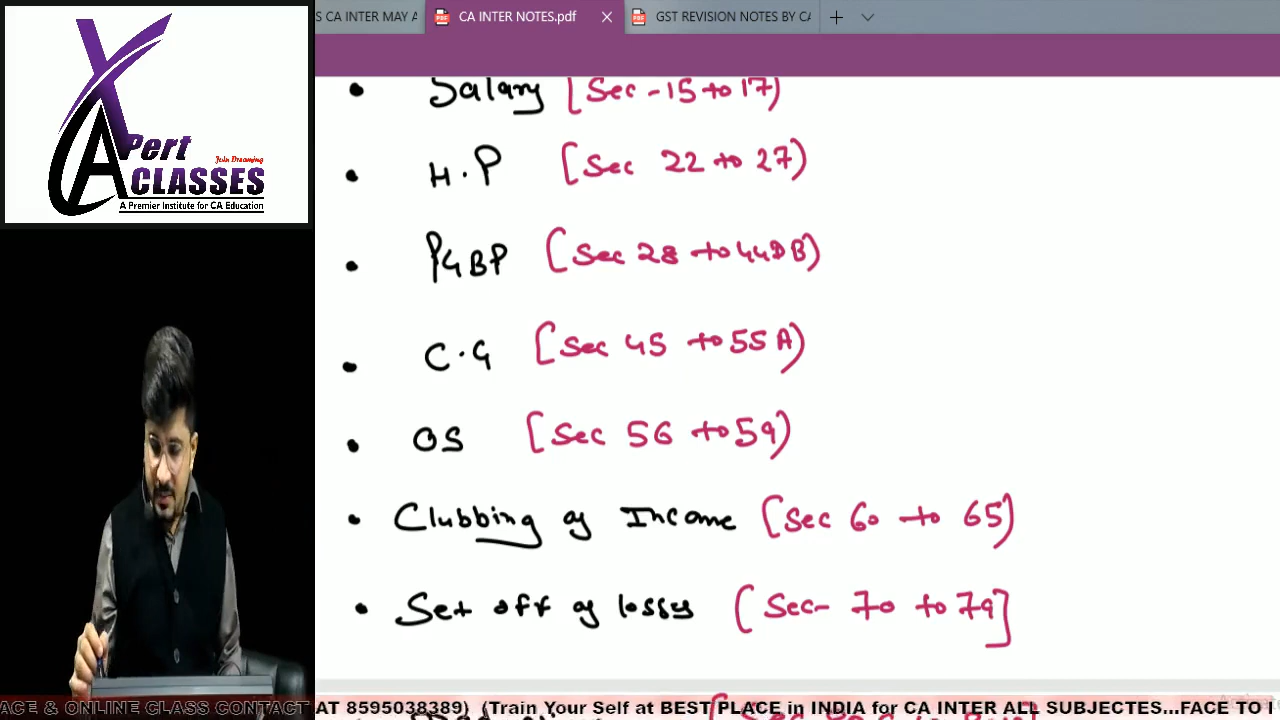 S CA INTER MAY A
CA INTER NOTES.pdf
GST REVISION NOTES BY CA
XPert
Join Dreaming
CA CLASSES
A Premier Institute for CA Education
• Salary [Sec - 15 to 17)
• H.P [Sec 22 to 27)
• PGBP [Sec 28 to 44DB)
• C.G [Sec 45 to 55A)
• OS [Sec 56 to 59)
• Clubbing of Income [Sec 60 to 65)
• Set off of losses [Sec- 70 to 79]
ACE & ONLINE CLASS CONTACT AT 8595038389) (Train Your Self at BEST PLACE in INDIA for CA INTER ALL SUBJECTES...FACE TO